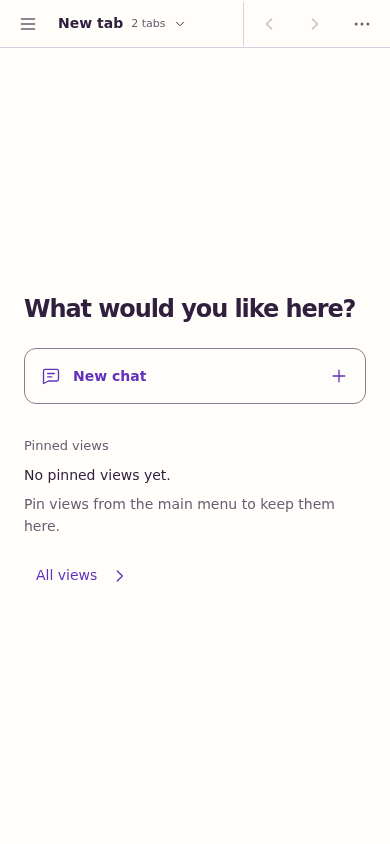 New tab 2 tabs
What would you like here?
New chat
Pinned views
No pinned views yet.
Pin views from the main menu to keep them
here.
All views